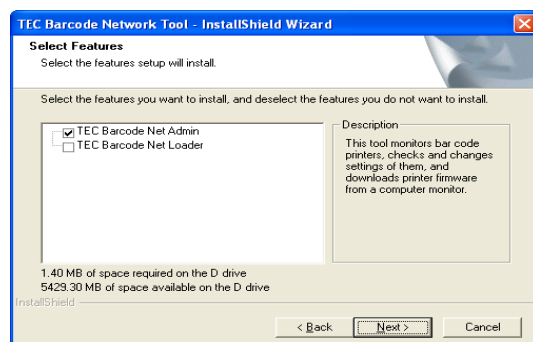 TEC Barcode Network Tool - InstallShield Wizard
Select Features
Select the features setup will install.
Select the features you want to install, and deselect the features you do not want to install.
TEC Barcode Net Admin
TEC Barcode Net Loader
Description
This tool monitors bar code
printers, checks and changes
settings of them, and
downloads printer firmware
from a computer monitor.
1.40 MB of space required on the D drive
5429.30 MB of space available on the D drive
InstallShield
< Back
Next >
Cancel